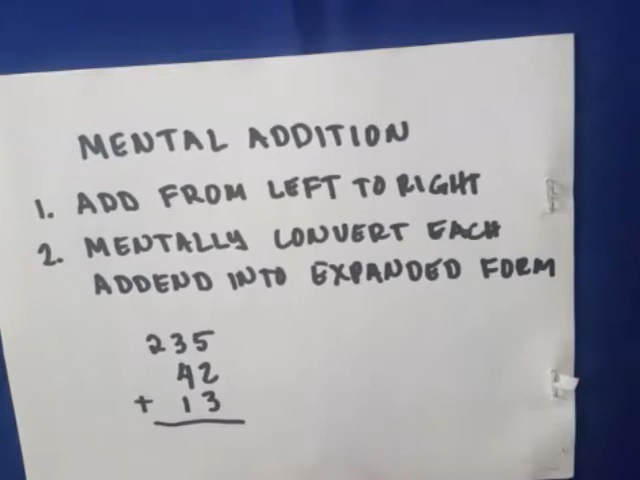 MENTAL ADDITION
1. ADD FROM LEFT TO RIGHT
2. MENTALLY CONVERT EACH
ADDEND INTO EXPANDED FORM
235
42
+ 13